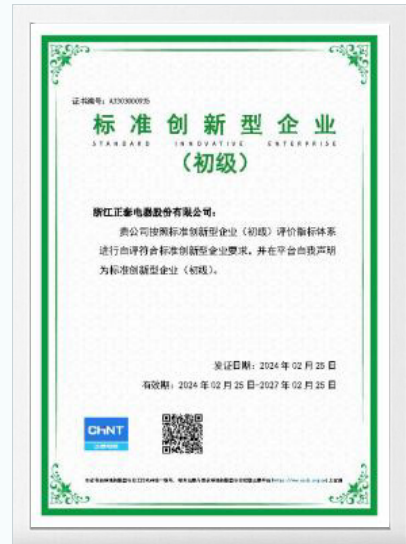 证书编号：A3303000935
标准创新型企业
STANDARD INNOVATIVE ENTERPRISE
（初级）
浙江正泰电器股份有限公司：
贵公司按照标准创新型企业（初级）评价指标体系
进行自评符合标准创新型企业要求，并在平台自我声明
为标准创新型企业（初级）。
发证日期：2024 年 02 月 25 日
有效期：2024 年 02 月 25 日-2027 年 02 月 25 日
CHNT